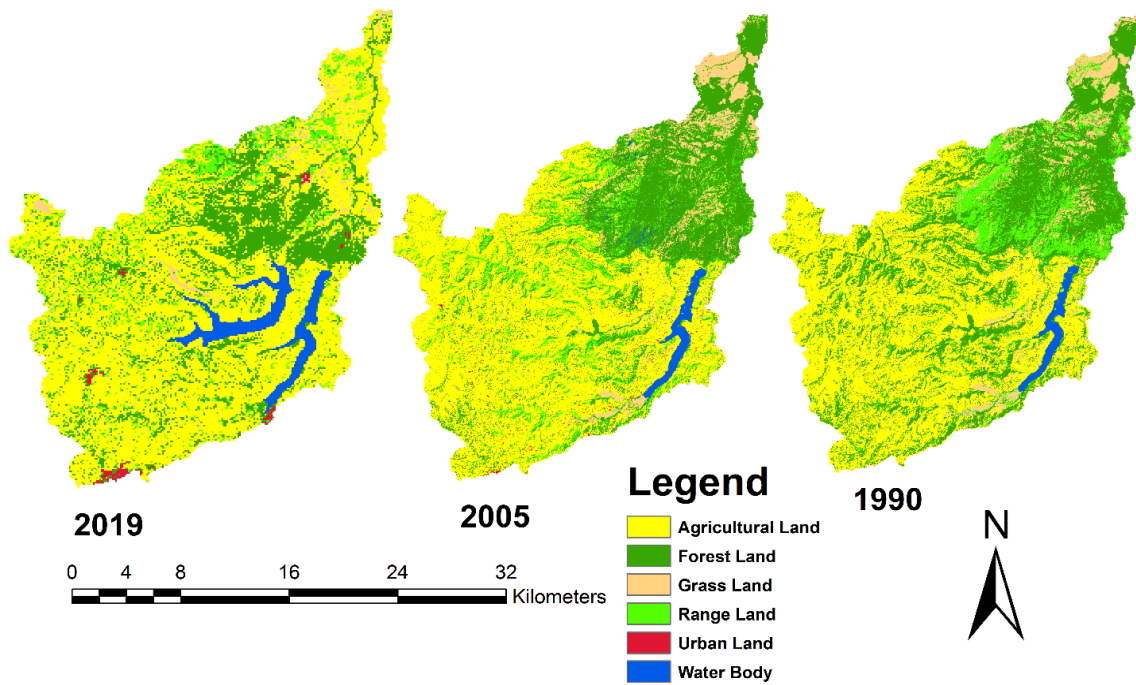 2019
2005
1990
Legend
Agricultural Land
Forest Land
Grass Land
Range Land
Urban Land
Water Body
0 4 8 16 24 32
Kilometers
N